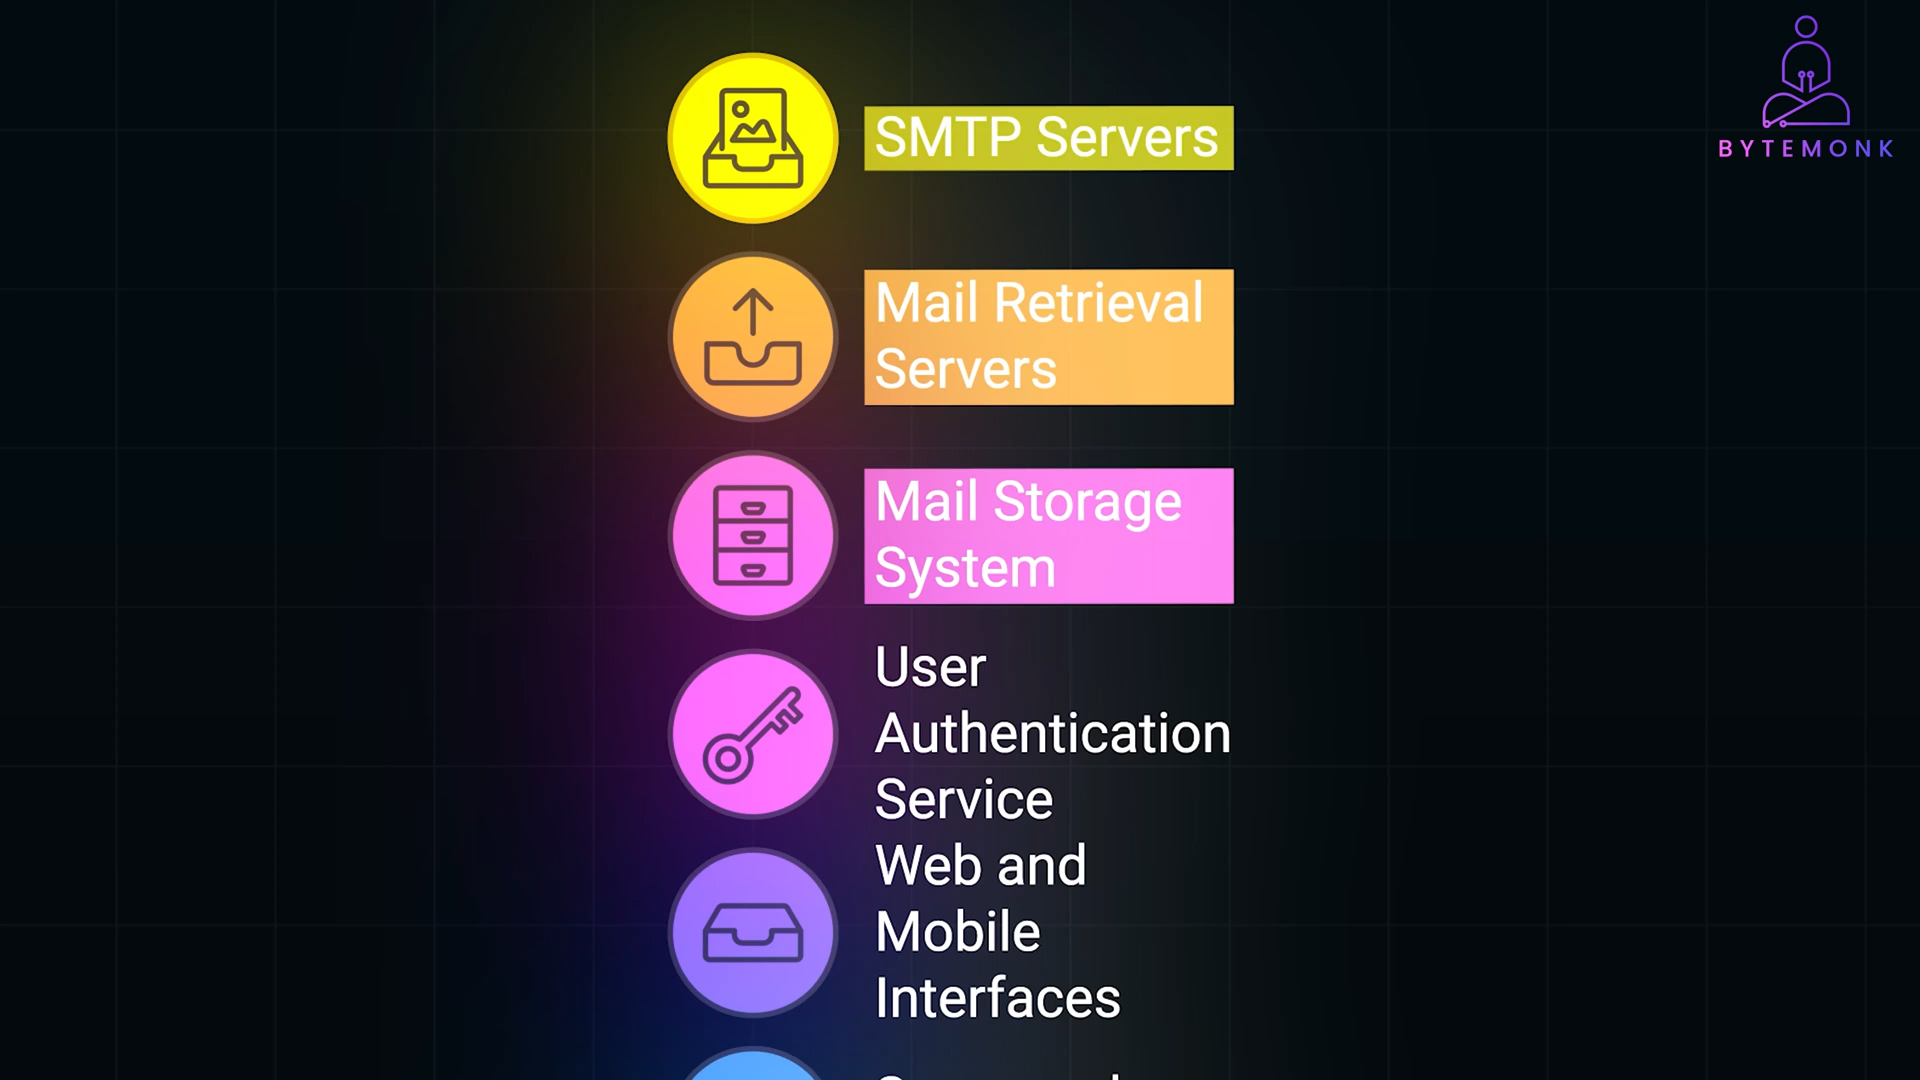 SMTP Servers
BYTEMONK
Mail Retrieval
Servers
Mail Storage
System
User
Authentication
Service
Web and
Mobile
Interfaces